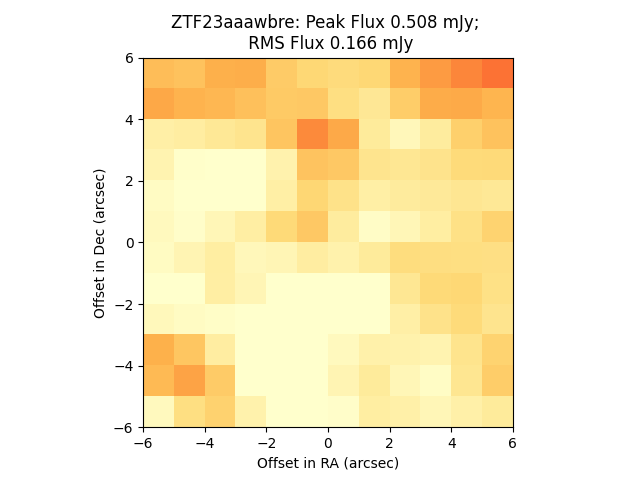 ZTF23aaawbre: Peak Flux 0.508 mJy;
RMS Flux 0.166 mJy
6
4
2
0
−2
−4
−6
Offset in Dec (arcsec)
−6 −4 −2 0 2 4 6
Offset in RA (arcsec)